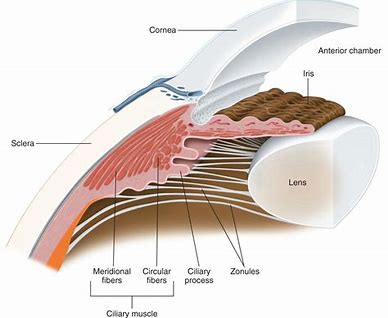 Cornea
Anterior chamber
Iris
Sclera
Lens
Meridional
fibers
Circular
fibers
Ciliary
process
Zonules
Ciliary muscle